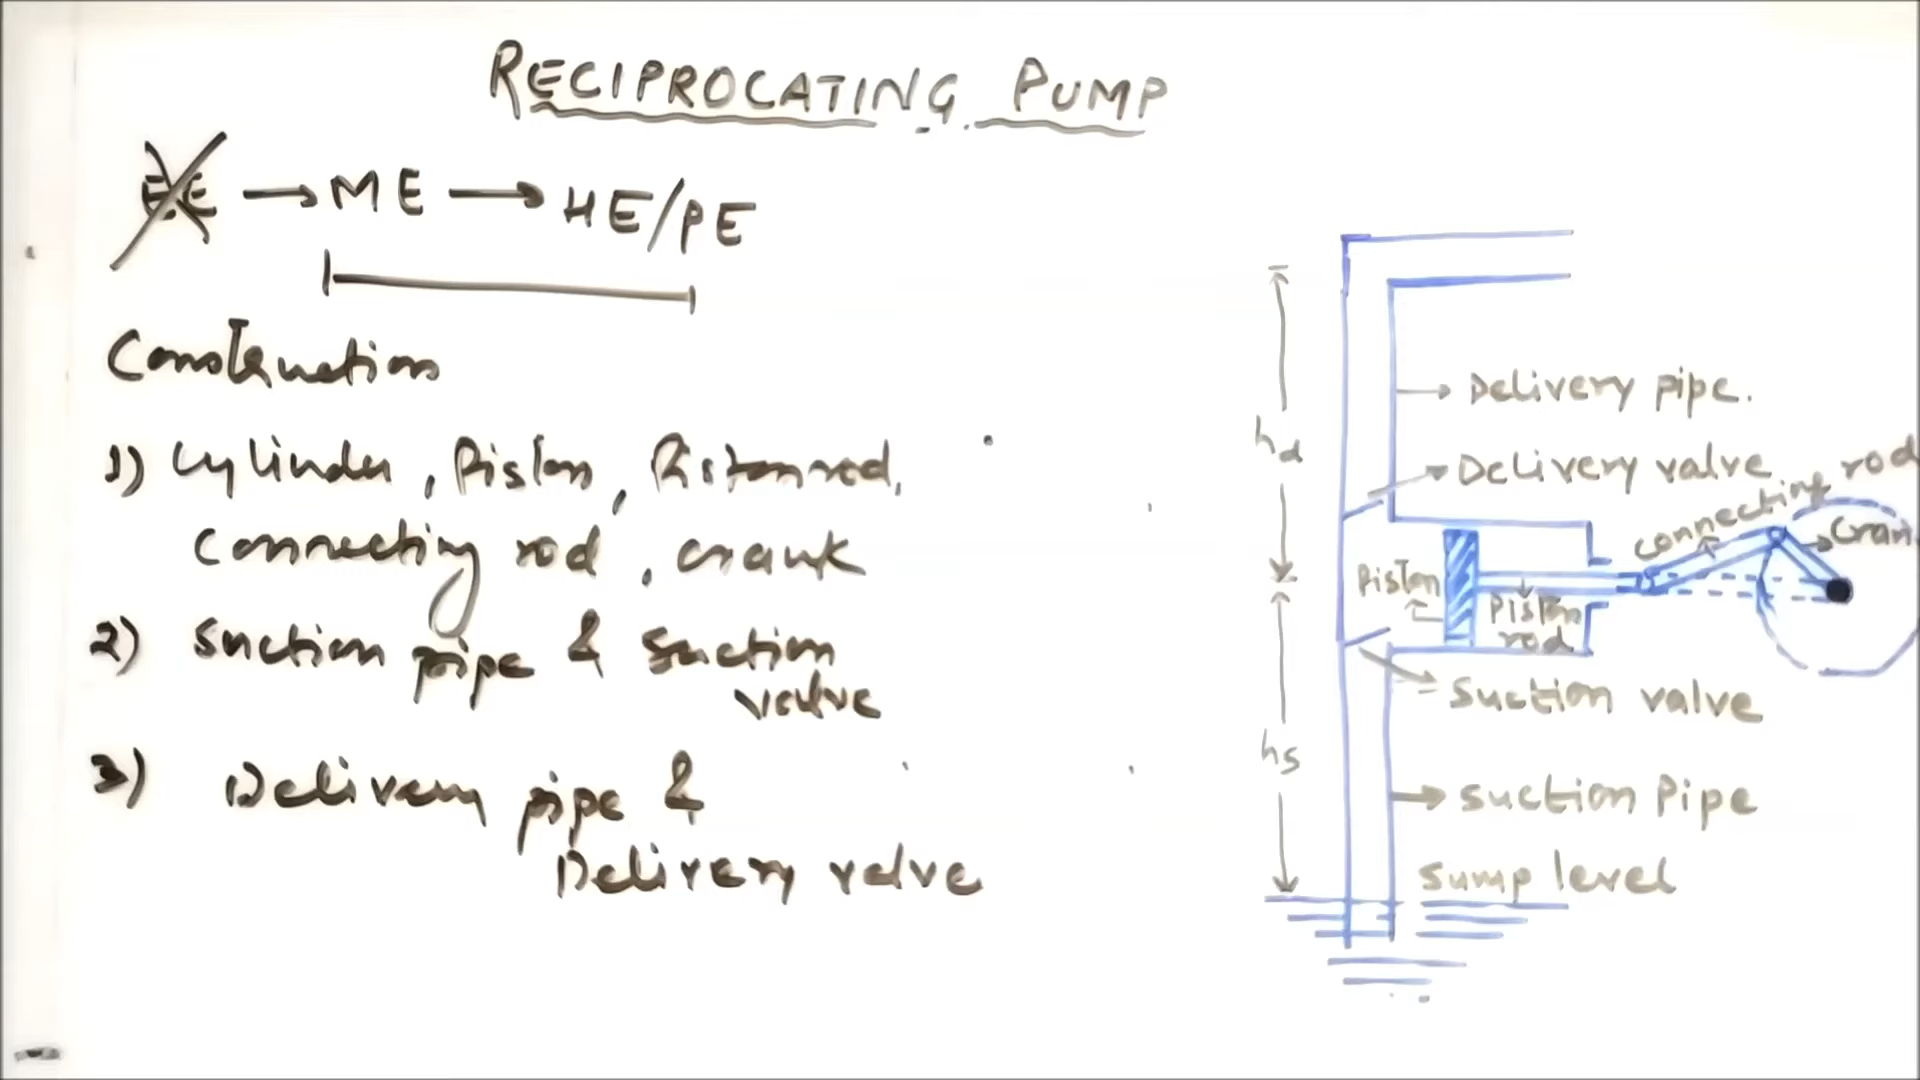 RECIPROCATING PUMP
EE → ME → HE/PE
Construction
1) Cylinder, Piston, Piston rod,
Connecting rod, crank
2) Suction pipe & Suction
valve
3) Delivery pipe &
Delivery valve
hd
Delivery pipe.
Delivery valve
connecting rod
Cran
Piston
Piston
rod
Suction valve
hs
Suction Pipe
Sump level